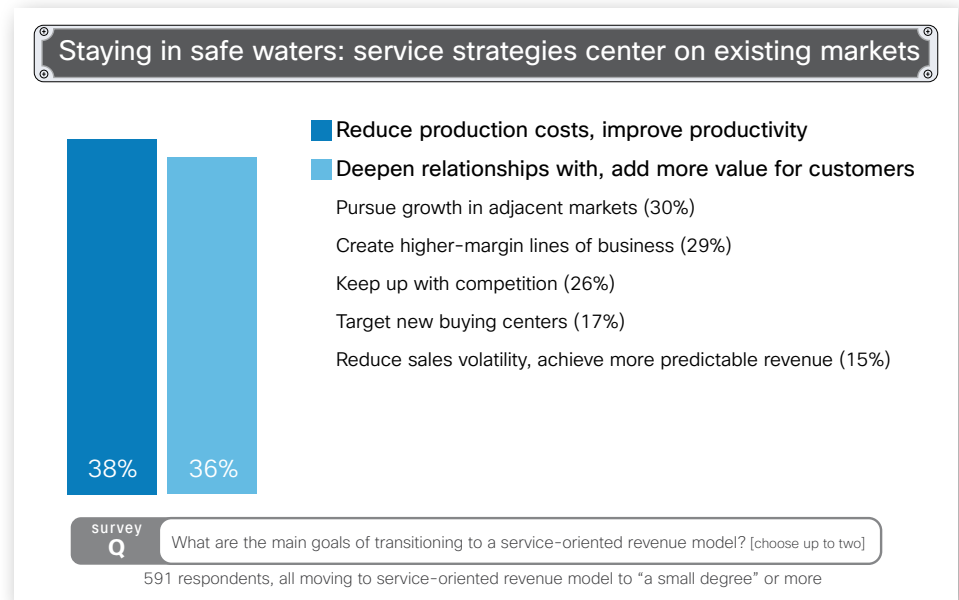 Staying in safe waters: service strategies center on existing markets
Reduce production costs, improve productivity
Deepen relationships with, add more value for customers
Pursue growth in adjacent markets (30%)
Create higher-margin lines of business (29%)
Keep up with competition (26%)
Target new buying centers (17%)
Reduce sales volatility, achieve more predictable revenue (15%)
38%
36%
survey
Q
What are the main goals of transitioning to a service-oriented revenue model? [choose up to two]
591 respondents, all moving to service-oriented revenue model to “a small degree” or more